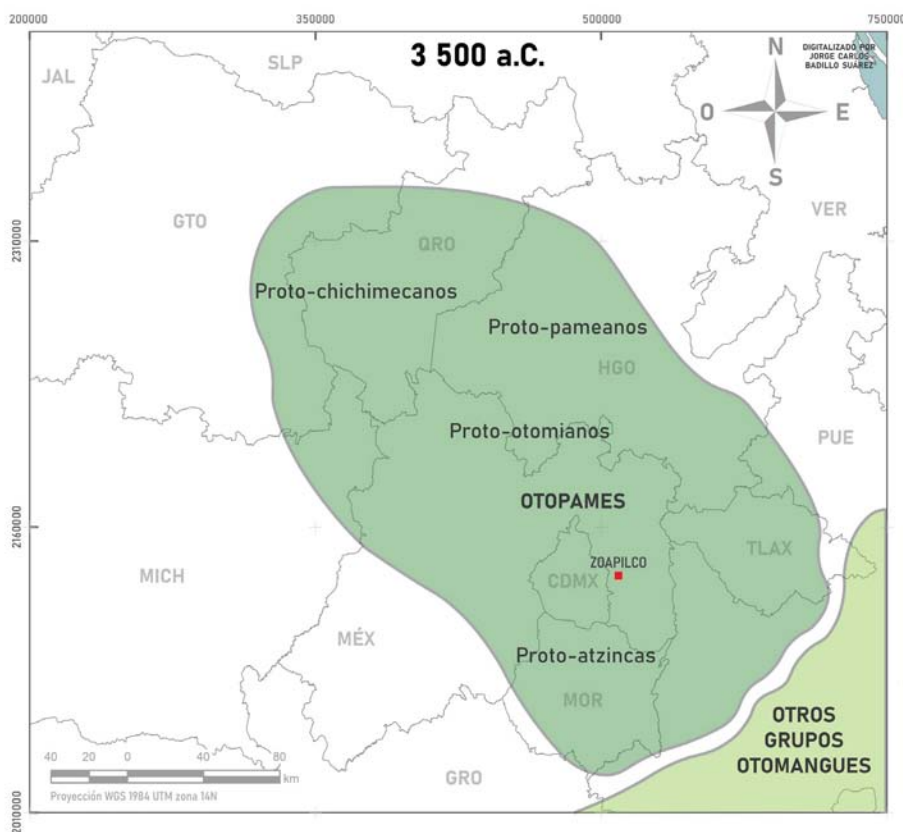 200000
350000
500000
750000
3 500 a.C.
DIGITALIZADO POR
JORGE CARLOS
BADILLO SUÁREZ
N
O
E
S
JAL
SLP
GTO
QRO
VER
2310000
Proto-chichimecanos
Proto-pameanos
HGO
Proto-otomianos
PUE
OTOPAMES
2160000
ZOAPILCO
TLAX
CDMX
MICH
MÉX
Proto-atzincas
MOR
OTROS
GRUPOS
OTOMANGUES
40 20 0 40 80
km
GRO
Proyección WGS 1984 UTM zona 14N
2010000